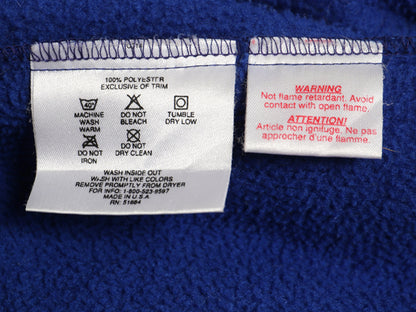 100% POLYESTER
EXCLUSIVE OF TRIM
40°
MACHINE WASH WARM
DO NOT BLEACH
TUMBLE DRY LOW
DO NOT IRON
DO NOT DRY CLEAN
WASH INSIDE OUT
WASH WITH LIKE COLORS
REMOVE PROMPTLY FROM DRYER
FOR INFO: 1-800-523-9597
MADE IN U.S.A
RN: 51884
WARNING
Not flame retardant. Avoid
contact with open flame.
ATTENTION!
Article non ignifuge. Ne pas
approcher d'une flamme.